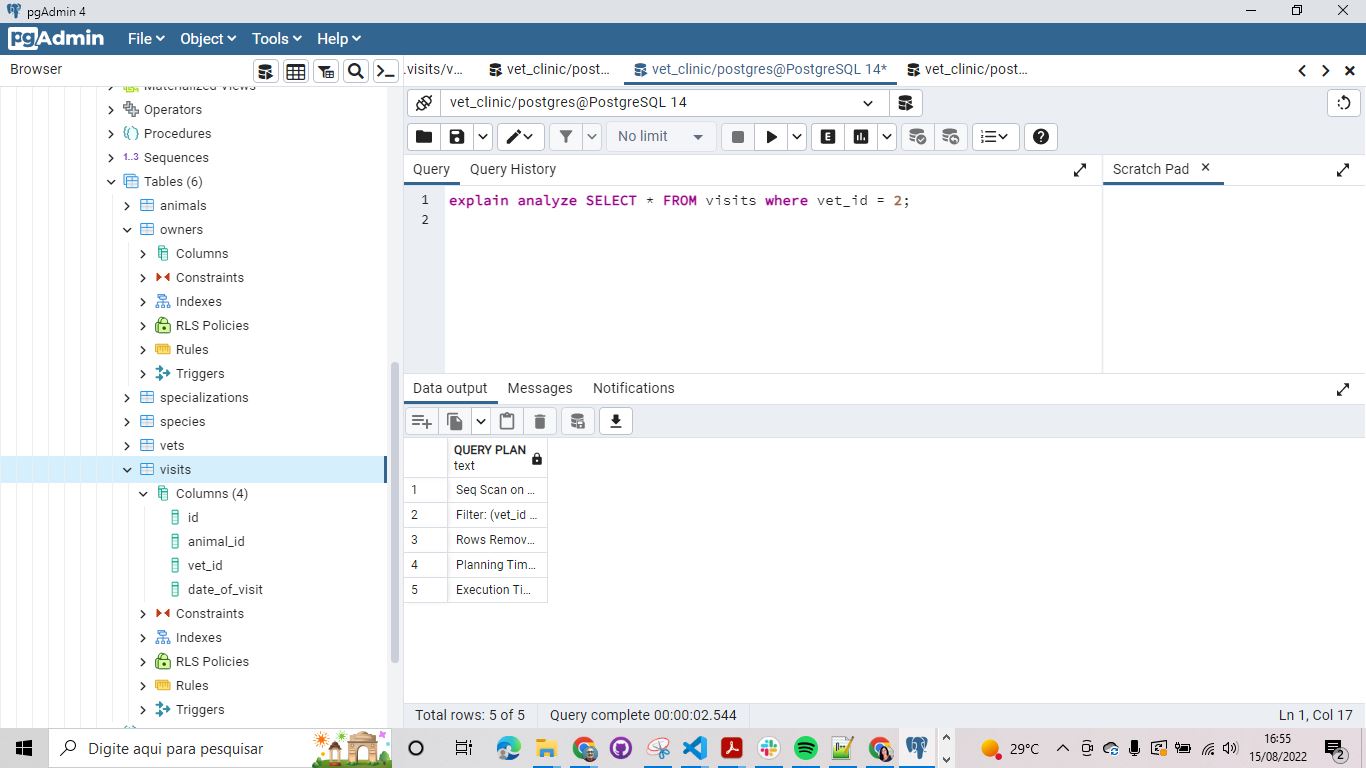 pgAdmin 4
pgAdmin
File Object Tools Help
Browser
.visits/v...
vet_clinic/post...
vet_clinic/postgres@PostgreSQL 14*
vet_clinic/post...
Operators
Procedures
1..3 Sequences
Tables (6)
animals
owners
Columns
Constraints
Indexes
RLS Policies
Rules
Triggers
specializations
species
vets
visits
Columns (4)
id
animal_id
vet_id
date_of_visit
Constraints
Indexes
RLS Policies
Rules
Triggers
vet_clinic/postgres@PostgreSQL 14
No limit
E
Query Query History
Scratch Pad
1 explain analyze SELECT * FROM visits where vet_id = 2;
2
Data output Messages Notifications
QUERY PLAN
text
1 Seq Scan on ...
2 Filter: (vet_id ...
3 Rows Remov...
4 Planning Tim...
5 Execution Ti...
Total rows: 5 of 5 Query complete 00:00:02.544 Ln 1, Col 17
Digite aqui para pesquisar
29°C
16:55
15/08/2022
2